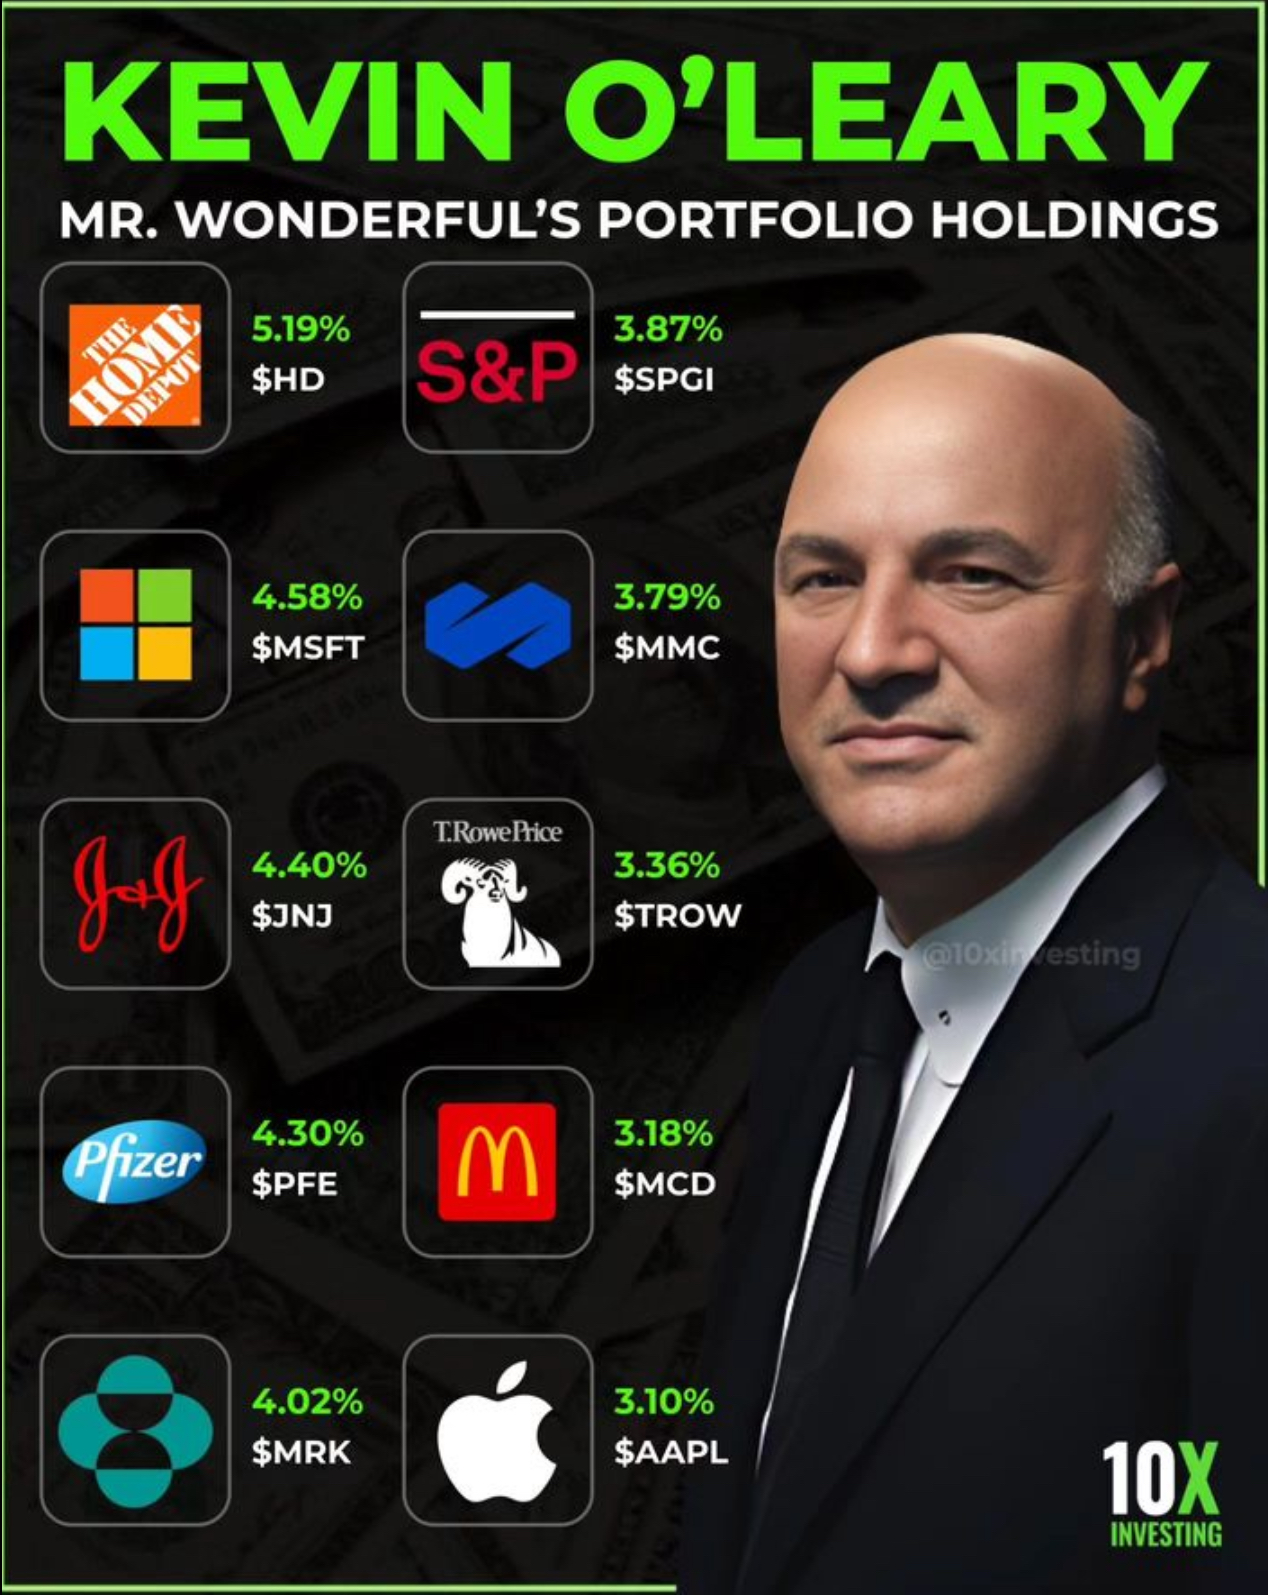 KEVIN O'LEARY
MR. WONDERFUL'S PORTFOLIO HOLDINGS
THE
HOME
DEPOT
5.19%
$HD
S&P
3.87%
$SPGI
4.58%
$MSFT
3.79%
$MMC
J&J
4.40%
$JNJ
T.RowePrice
3.36%
$TROW
@10xinvesting
Pfizer
4.30%
$PFE
M
3.18%
$MCD
4.02%
$MRK
3.10%
$AAPL
10X
INVESTING